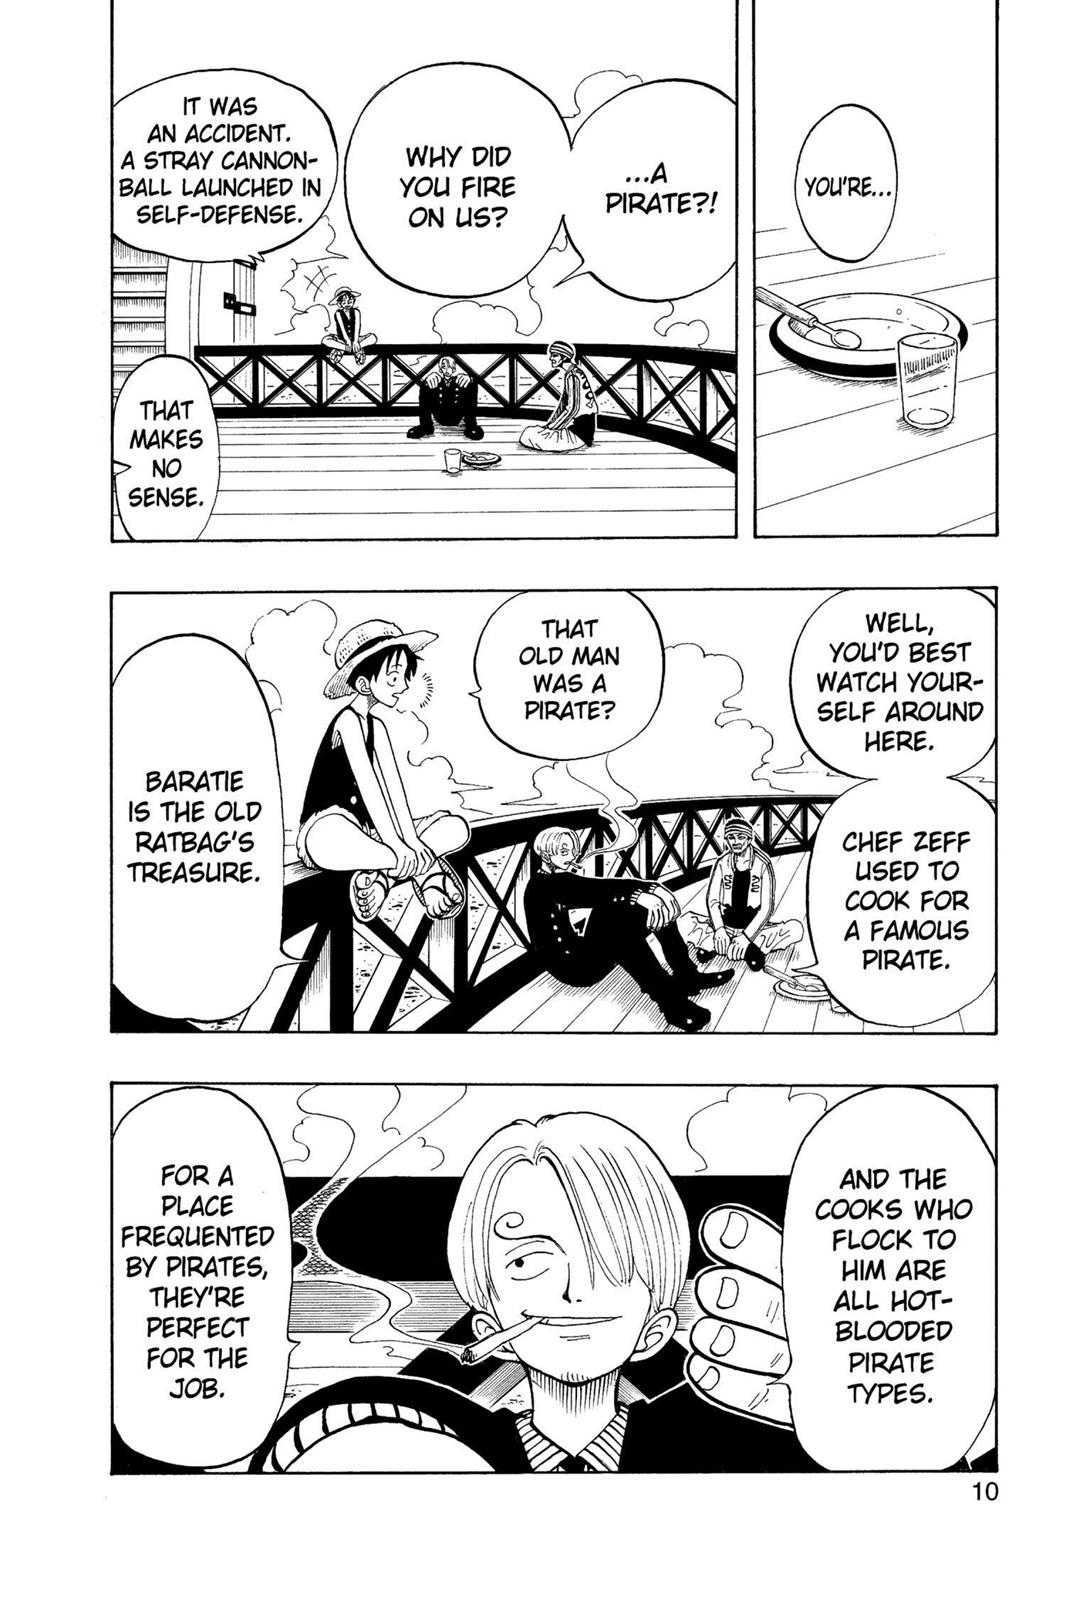 YOU'RE...
...A
PIRATE?!
WHY DID
YOU FIRE
ON US?
IT WAS
AN ACCIDENT.
A STRAY CANNON-
BALL LAUNCHED IN
SELF-DEFENSE.
THAT
MAKES
NO
SENSE.
WELL,
YOU'D BEST
WATCH YOUR-
SELF AROUND
HERE.
CHEF ZEFF
USED TO
COOK FOR
A FAMOUS
PIRATE.
THAT
OLD MAN
WAS A
PIRATE?
BARATIE
IS THE OLD
RATBAG'S
TREASURE.
AND THE
COOKS WHO
FLOCK TO
HIM ARE
ALL HOT-
BLOODED
PIRATE
TYPES.
FOR A
PLACE
FREQUENTED
BY PIRATES,
THEY'RE
PERFECT
FOR THE
JOB.
10